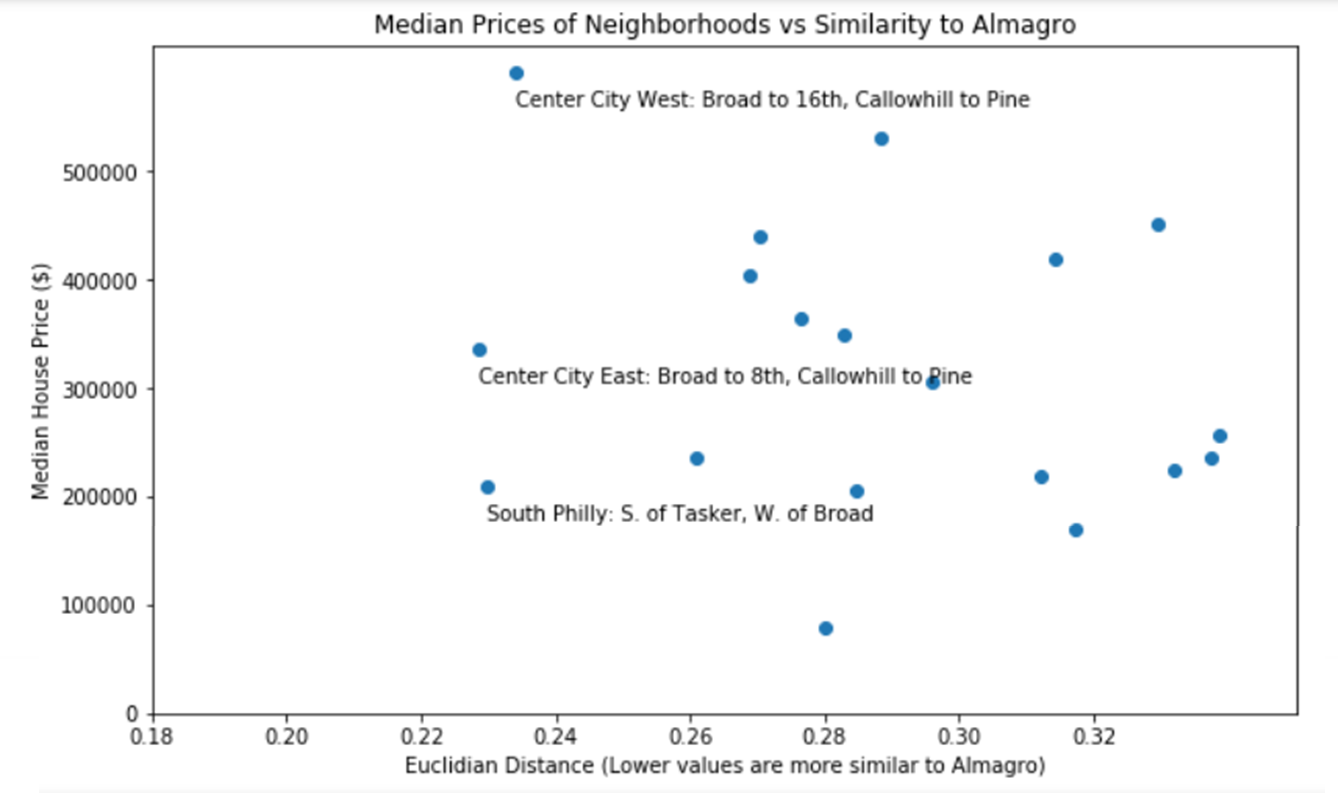 Median Prices of Neighborhoods vs Similarity to Almagro
Center City West: Broad to 16th, Callowhill to Pine
500000
400000
Center City East: Broad to 8th, Callowhill to Pine
300000
200000
South Philly: S. of Tasker, W. of Broad
100000
0
Median House Price ($)
0.18 0.20 0.22 0.24 0.26 0.28 0.30 0.32
Euclidian Distance (Lower values are more similar to Almagro)